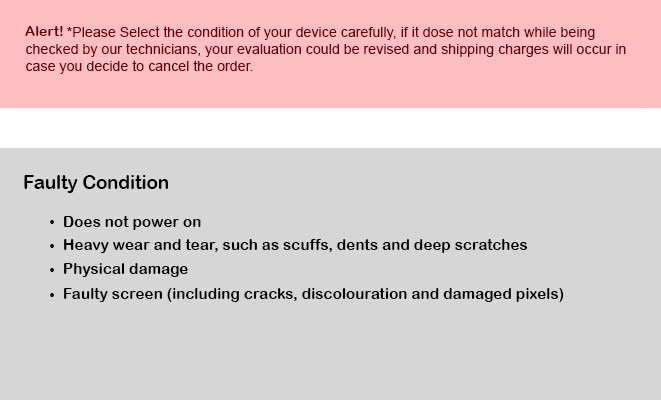 Alert! *Please Select the condition of your device carefully, if it dose not match while being
checked by our technicians, your evaluation could be revised and shipping charges will occur in
case you decide to cancel the order.
Faulty Condition
• Does not power on
• Heavy wear and tear, such as scuffs, dents and deep scratches
• Physical damage
• Faulty screen (including cracks, discolouration and damaged pixels)